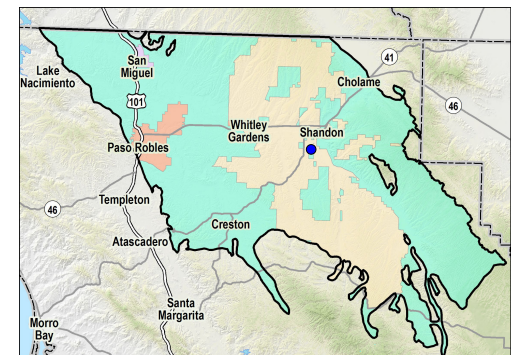 41
San
Miguel
Lake
Nacimiento
Cholame
101
46
Whitley
Gardens
Shandon
Paso Robles
Templeton
46
Creston
Atascadero
Santa
Margarita
Morro
Bay